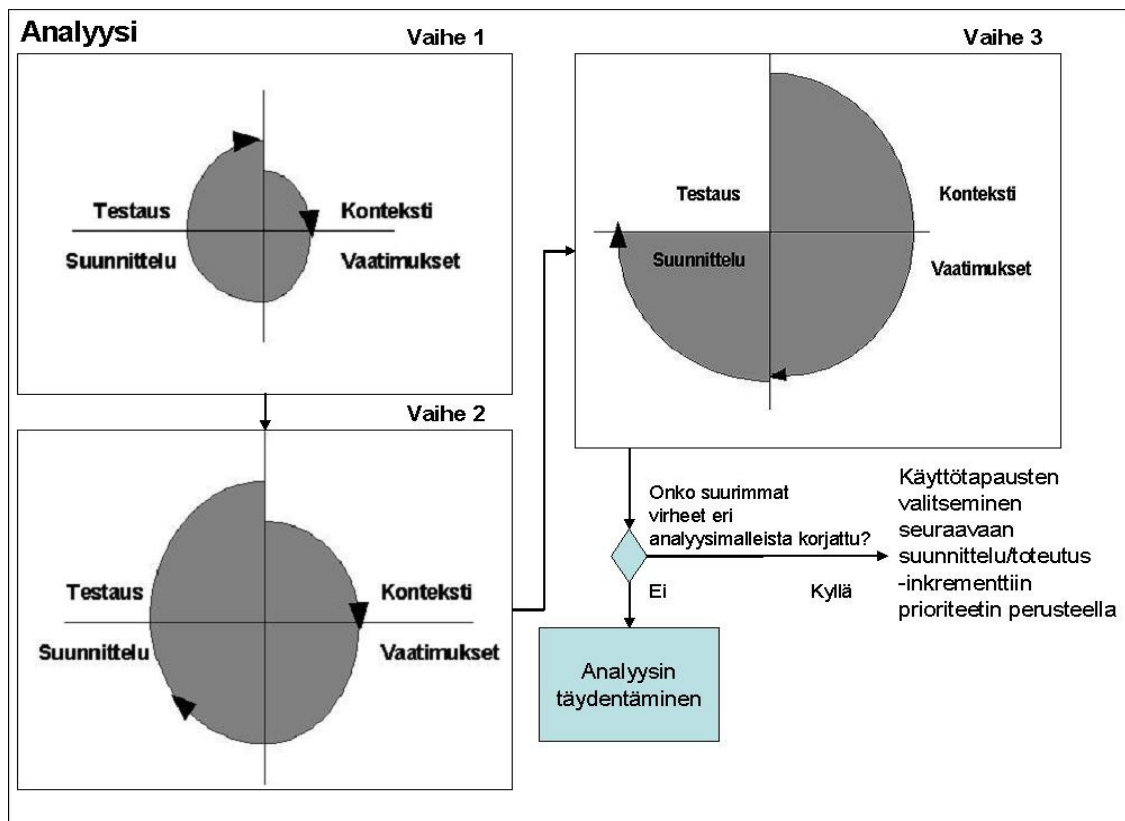 Analyysi
Vaihe 1
Testaus
Konteksti
Suunnittelu
Vaatimukset
Vaihe 2
Testaus
Konteksti
Suunnittelu
Vaatimukset
Vaihe 3
Testaus
Konteksti
Suunnittelu
Vaatimukset
Onko suurimmat
virheet eri
analyysimalleista korjattu?
Ei
Kyllä
Käyttötapausten
valitseminen
seuraavaan
suunnittelu/toteutus
-inkrementtiin
prioriteetin perusteella
Analyysin
täydentäminen